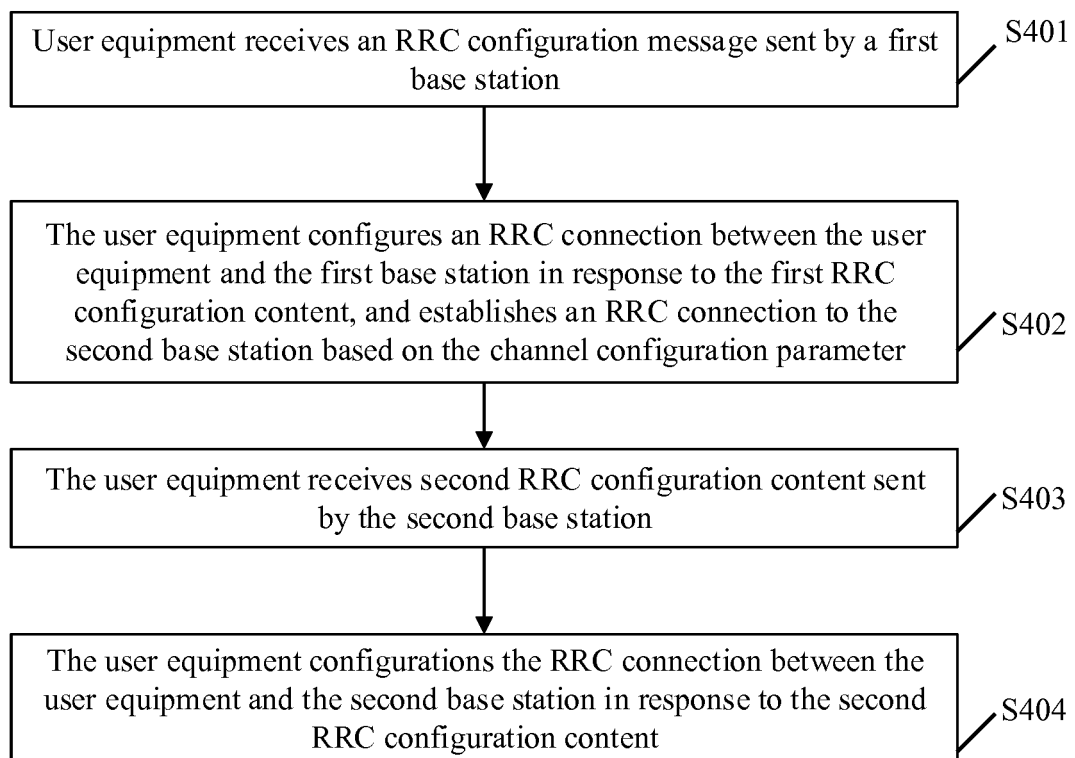 User equipment receives an RRC configuration message sent by a first
base station
S401
The user equipment configures an RRC connection between the user
equipment and the first base station in response to the first RRC
configuration content, and establishes an RRC connection to the
second base station based on the channel configuration parameter
S402
The user equipment receives second RRC configuration content sent
by the second base station
S403
The user equipment configurations the RRC connection between the
user equipment and the second base station in response to the second
RRC configuration content
S404